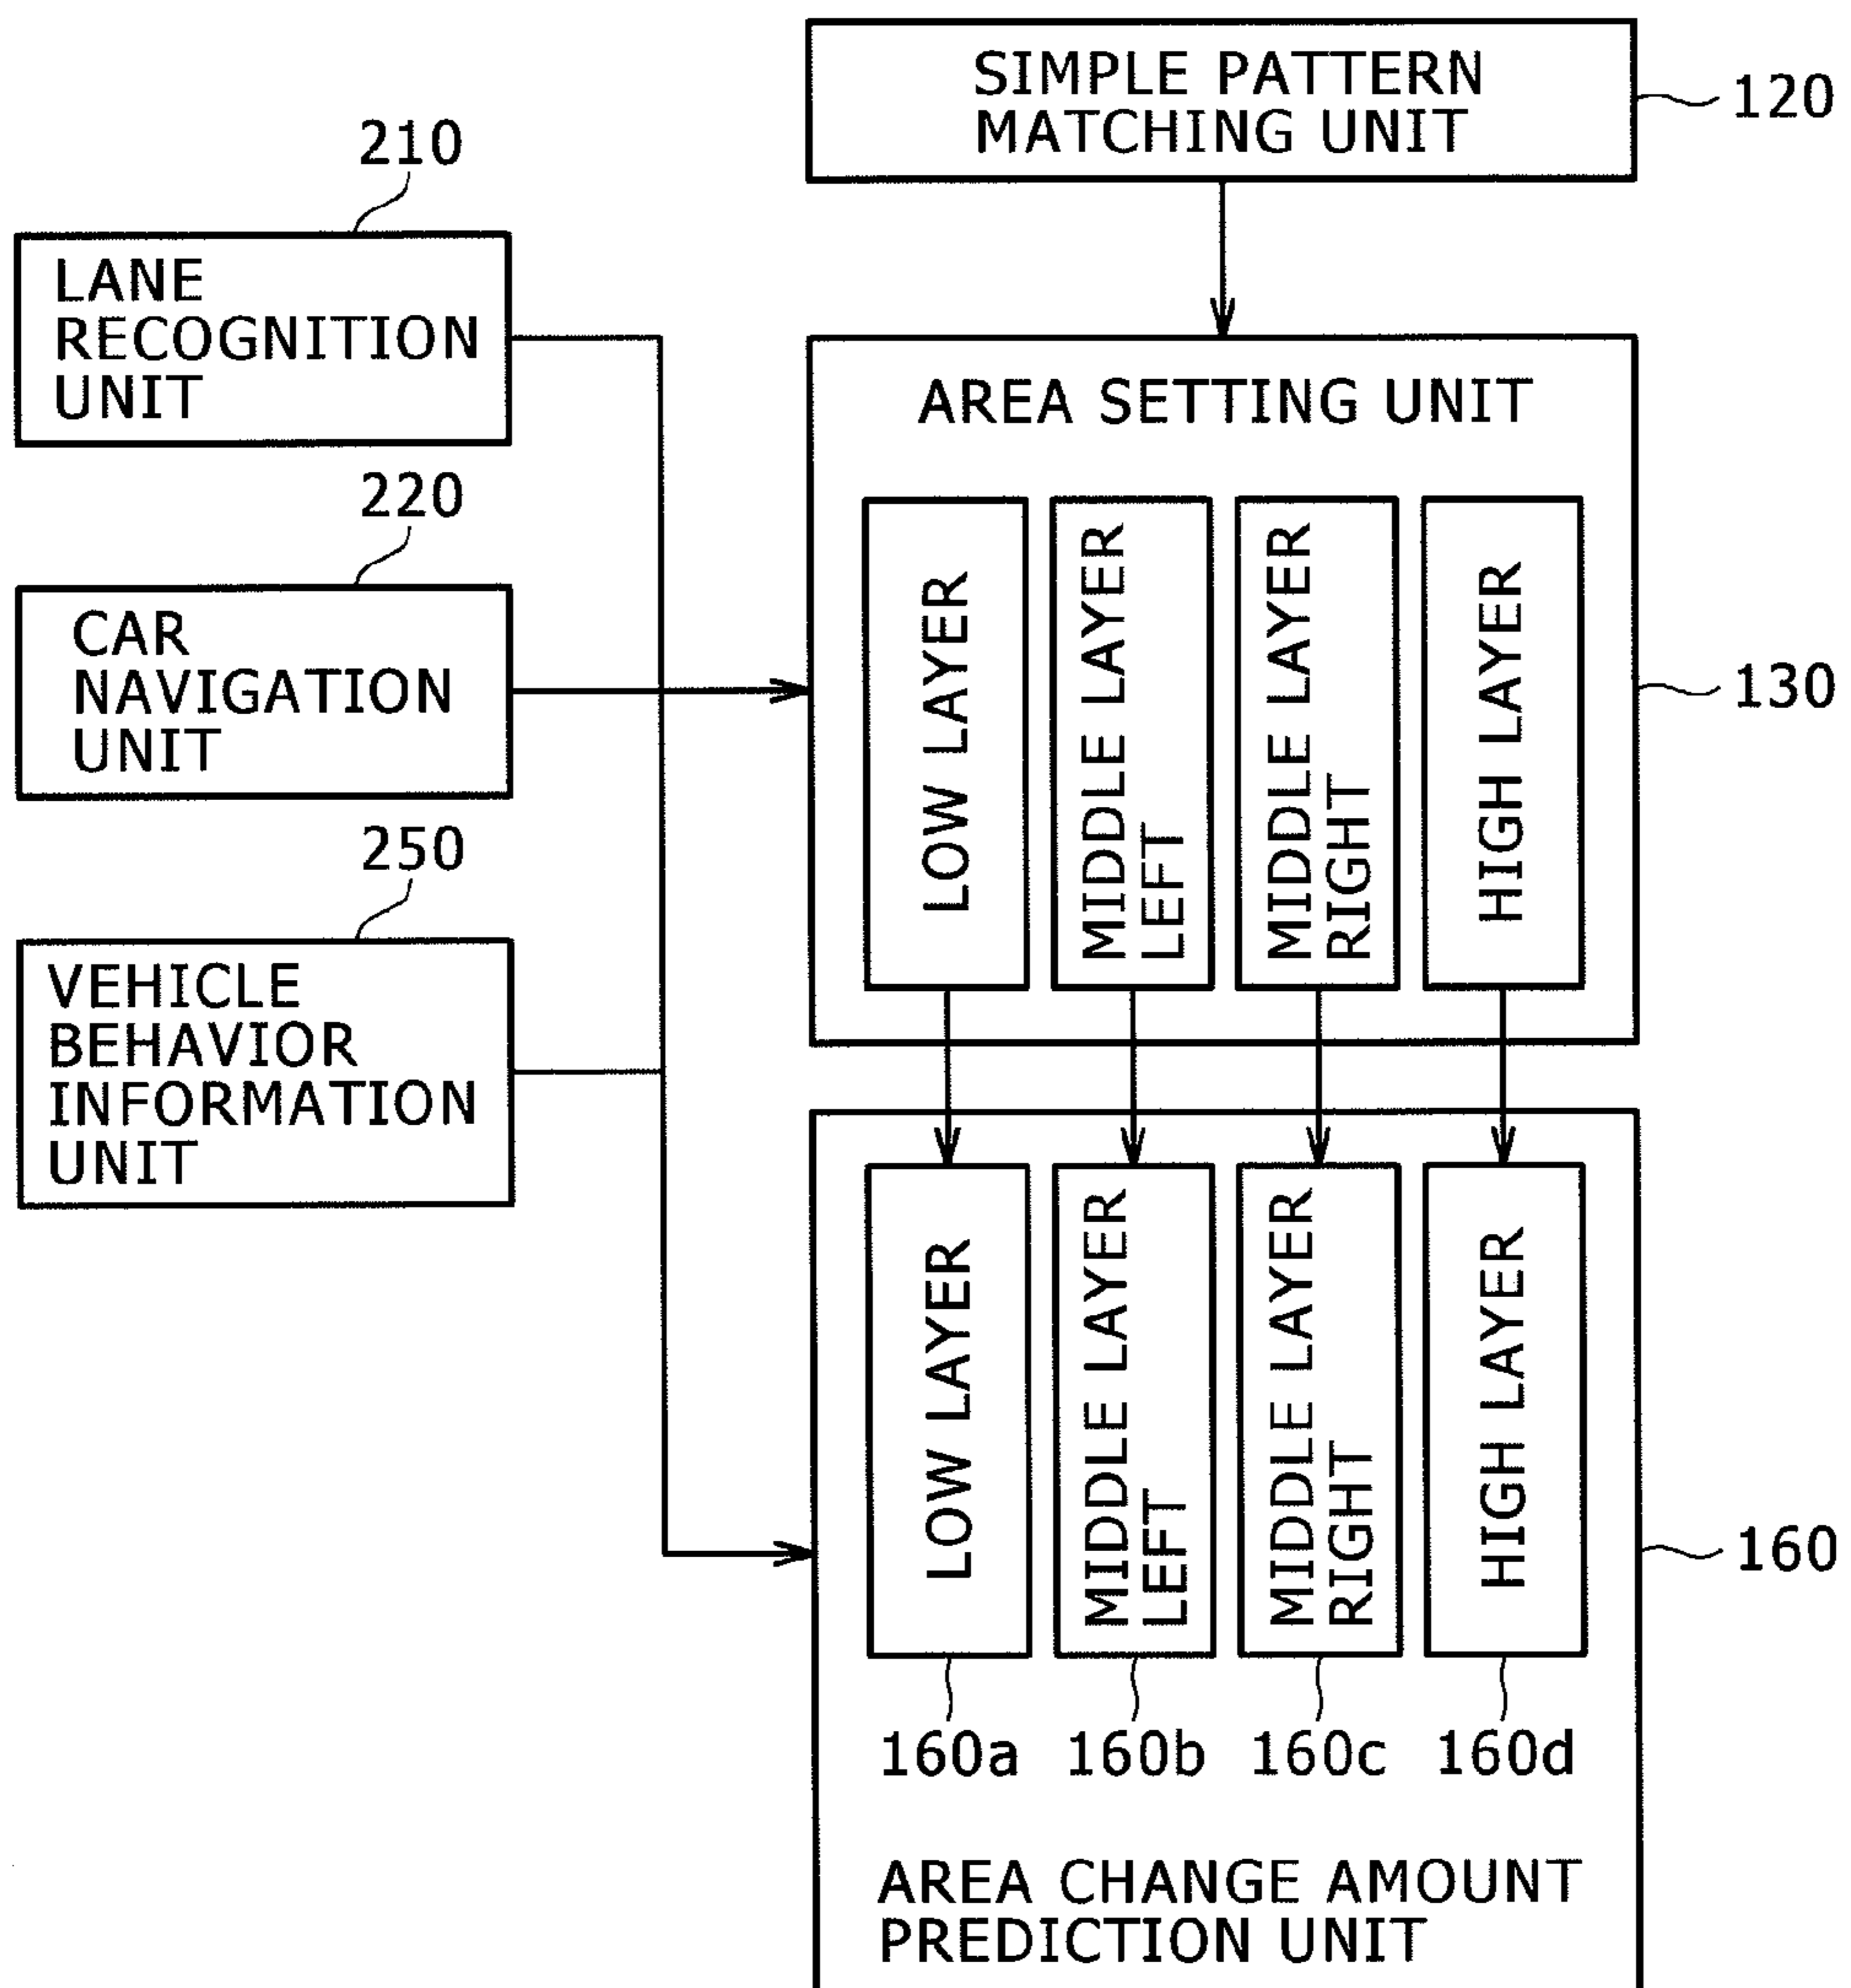 SIMPLE PATTERN
MATCHING UNIT
120
210
LANE
RECOGNITION
UNIT
220
CAR
NAVIGATION
UNIT
250
VEHICLE
BEHAVIOR
INFORMATION
UNIT
AREA SETTING UNIT
LOW LAYER
MIDDLE LAYER
LEFT
MIDDLE LAYER
RIGHT
HIGH LAYER
130
LOW LAYER
MIDDLE LAYER
LEFT
MIDDLE LAYER
RIGHT
HIGH LAYER
160
160a
160b
160c
160d
AREA CHANGE AMOUNT
PREDICTION UNIT